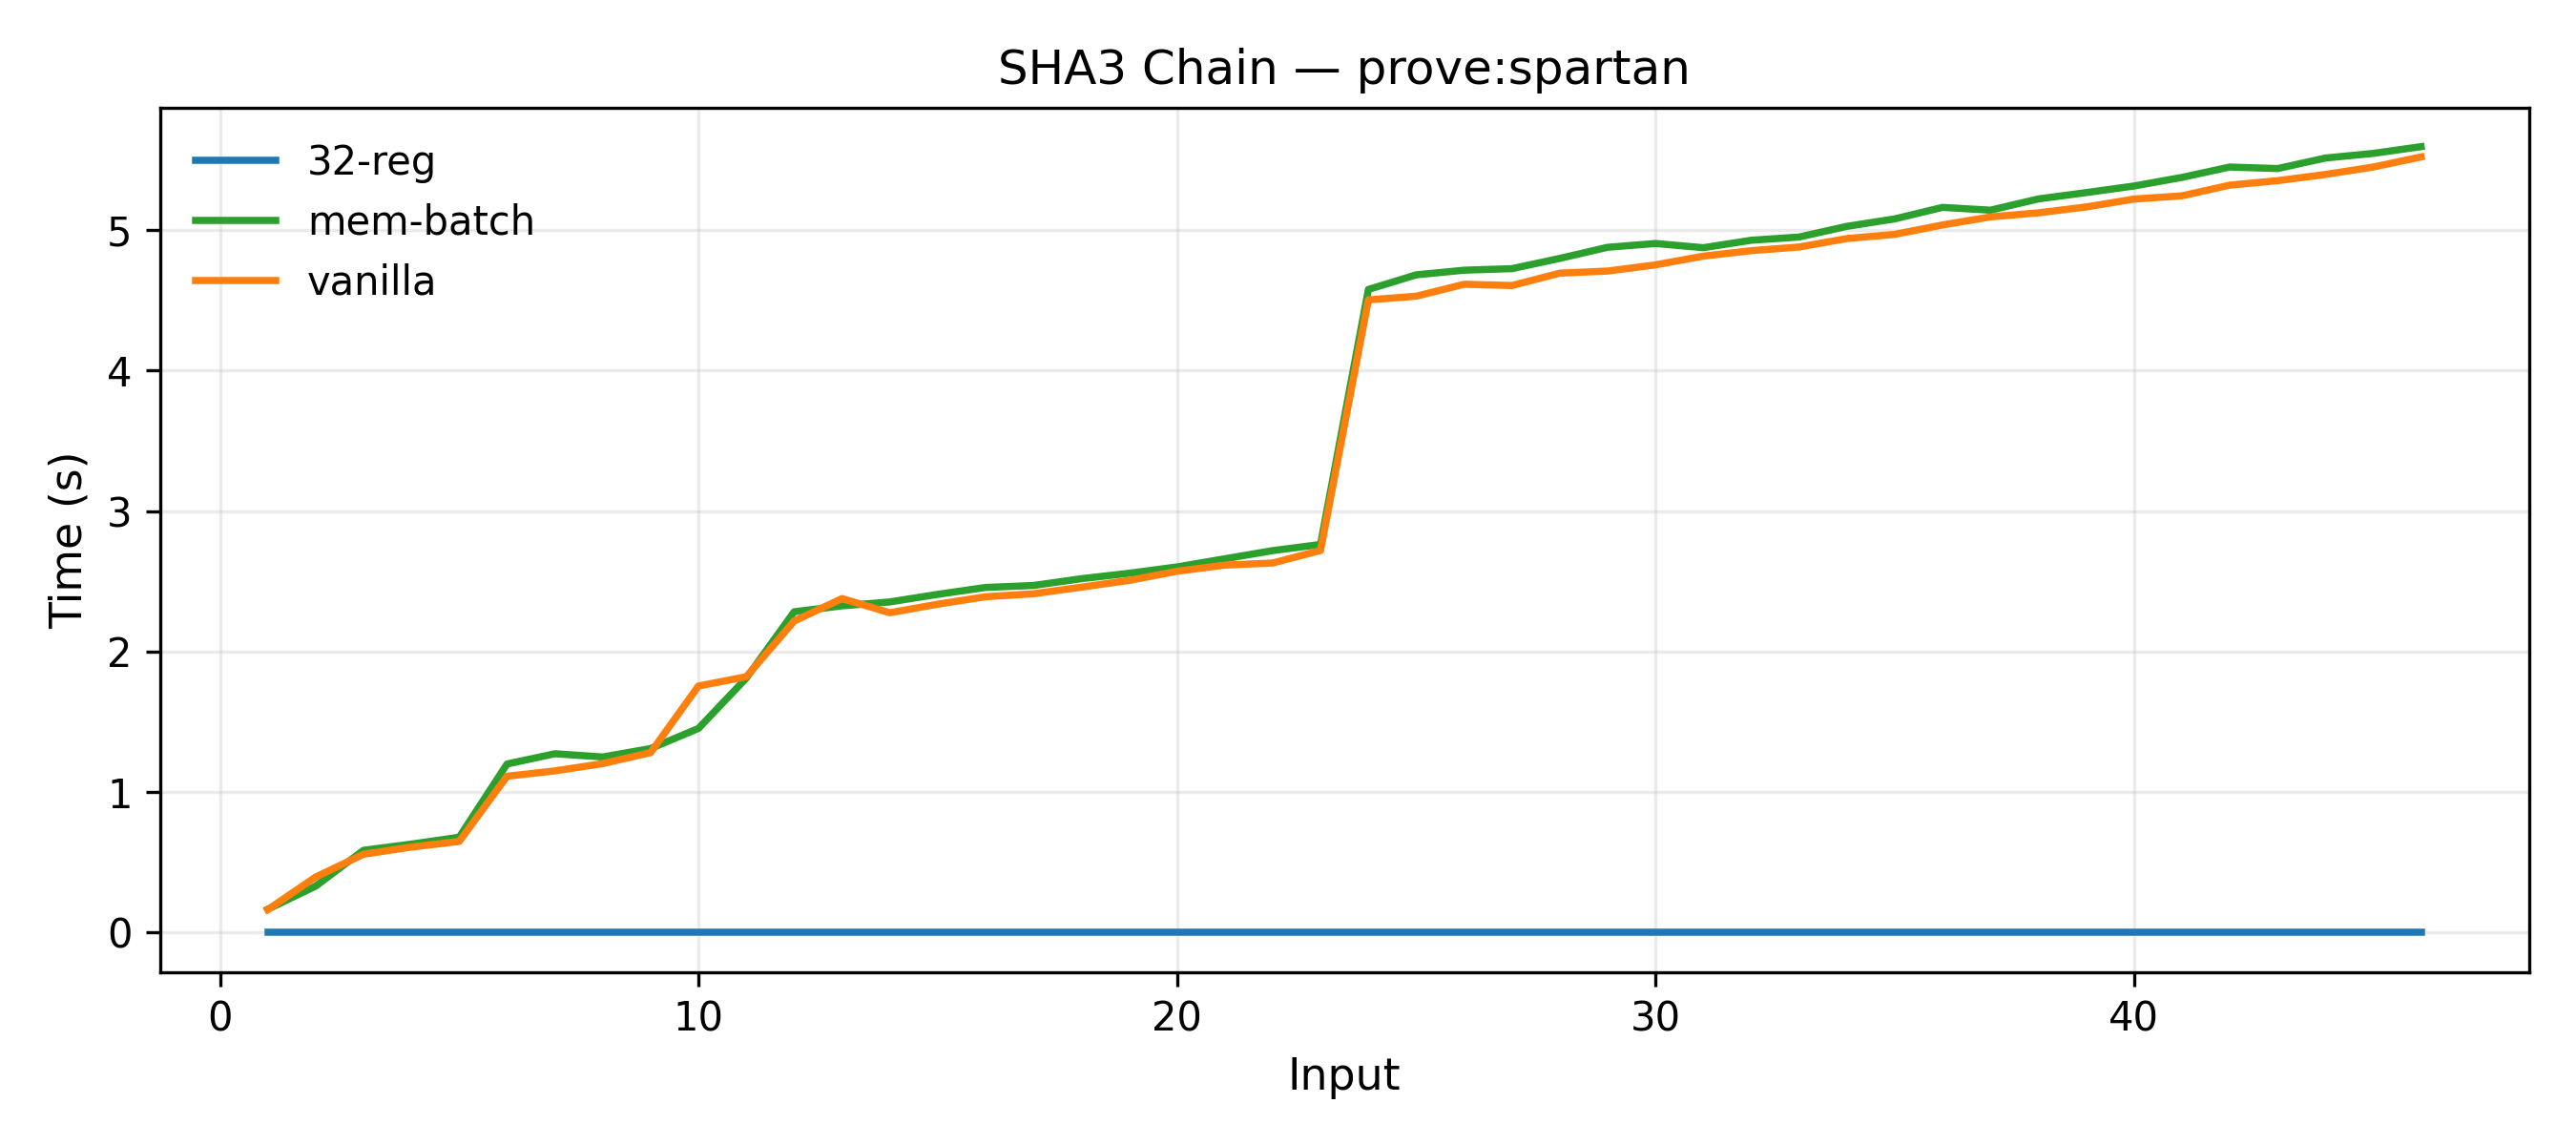 SHA3 Chain — prove:spartan
32-reg
mem-batch
vanilla
Time (s)
5
4
3
2
1
0
0 10 20 30 40
Input